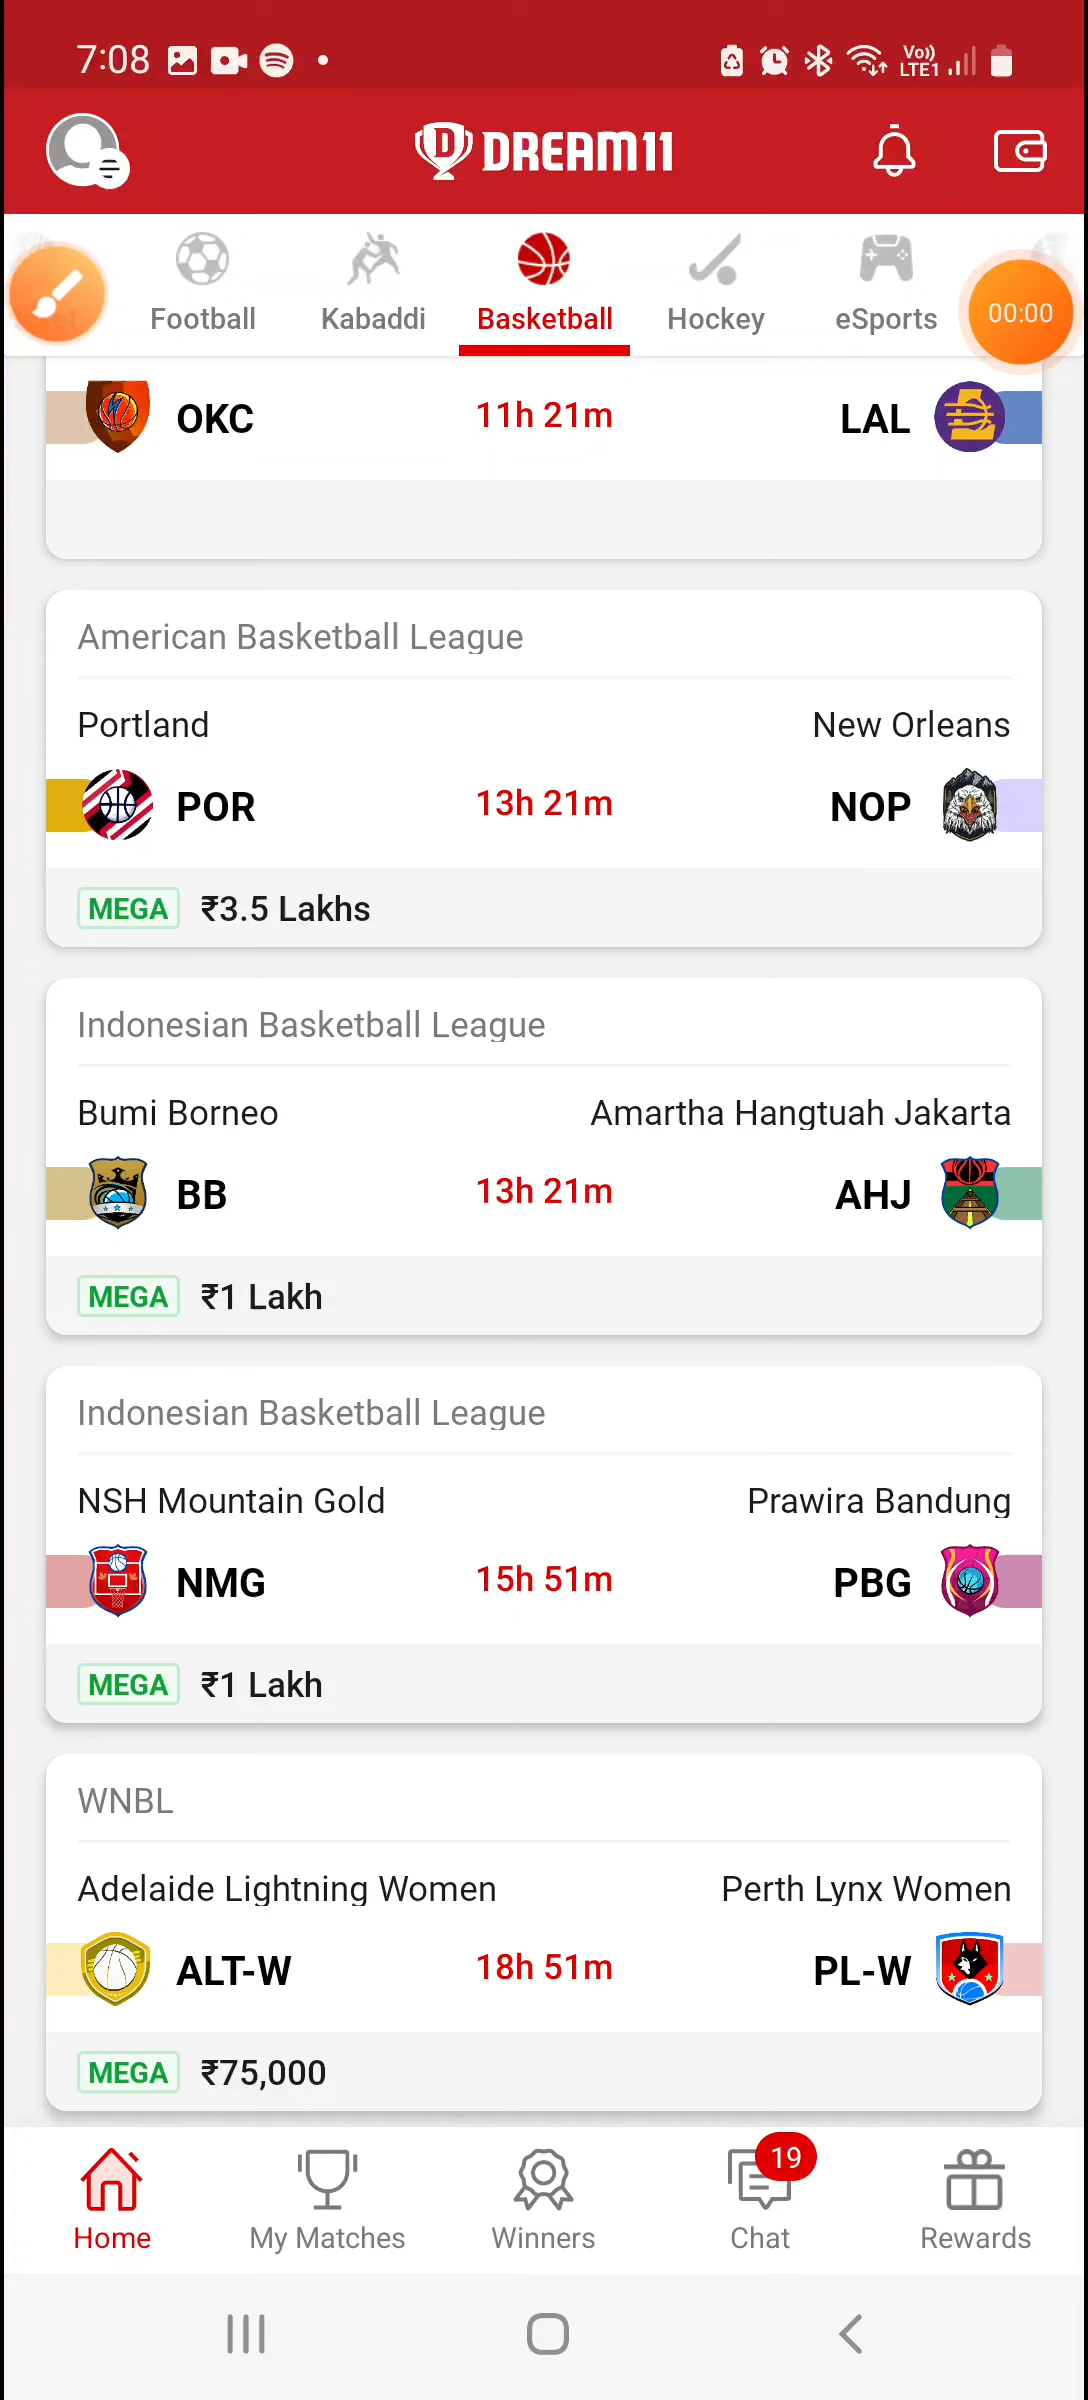 7:08
Vo))
LTE1
DREAM11
Football
Kabaddi
Basketball
Hockey
eSports
00:00
OKC
11h 21m
LAL
American Basketball League
Portland
New Orleans
POR
13h 21m
NOP
MEGA ₹3.5 Lakhs
Indonesian Basketball League
Bumi Borneo
Amartha Hangtuah Jakarta
BB
13h 21m
AHJ
MEGA ₹1 Lakh
Indonesian Basketball League
NSH Mountain Gold
Prawira Bandung
NMG
15h 51m
PBG
MEGA ₹1 Lakh
WNBL
Adelaide Lightning Women
Perth Lynx Women
ALT-W
18h 51m
PL-W
MEGA ₹75,000
19
Home
My Matches
Winners
Chat
Rewards